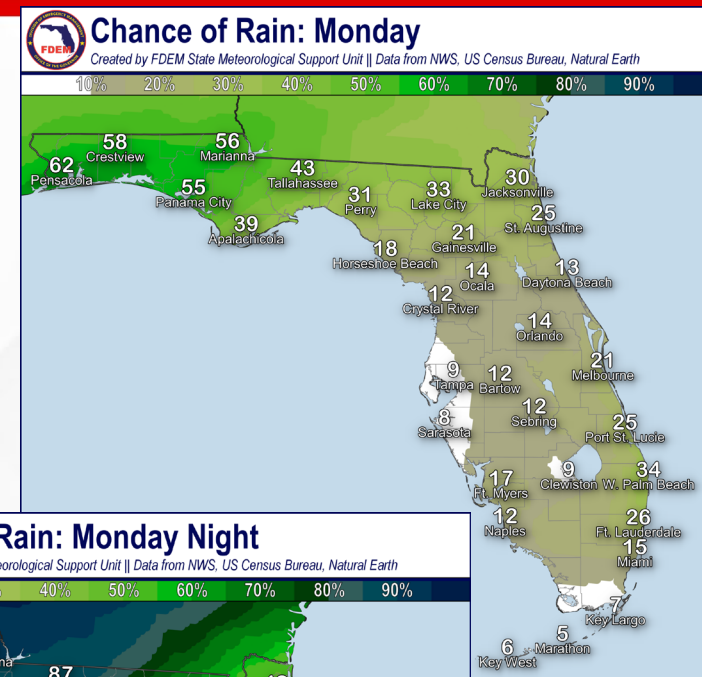 Chance of Rain: Monday
FDEM
Created by FDEM State Meteorological Support Unit || Data from NWS, US Census Bureau, Natural Earth
10% 20% 30% 40% 50% 60% 70% 80% 90%
58
Crestview
56
Marianna
62
Pensacola
43
Tallahassee
55
Panama City
31
Perry
33
Lake City
30
Jacksonville
39
Apalachicola
25
St. Augustine
21
Gainesville
18
Horseshoe Beach
14
Ocala
13
Daytona Beach
12
Crystal River
14
Orlando
9
Tampa
12
Bartow
21
Melbourne
8
Sarasota
12
Sebring
25
Port St. Lucie
17
Ft. Myers
9
Clewiston
34
W. Palm Beach
12
Naples
26
Ft. Lauderdale
15
Miami
7
Key Largo
5
Marathon
6
Key West
Rain: Monday Night
eorological Support Unit || Data from NWS, US Census Bureau, Natural Earth
40% 50% 60% 70% 80% 90%
na
87